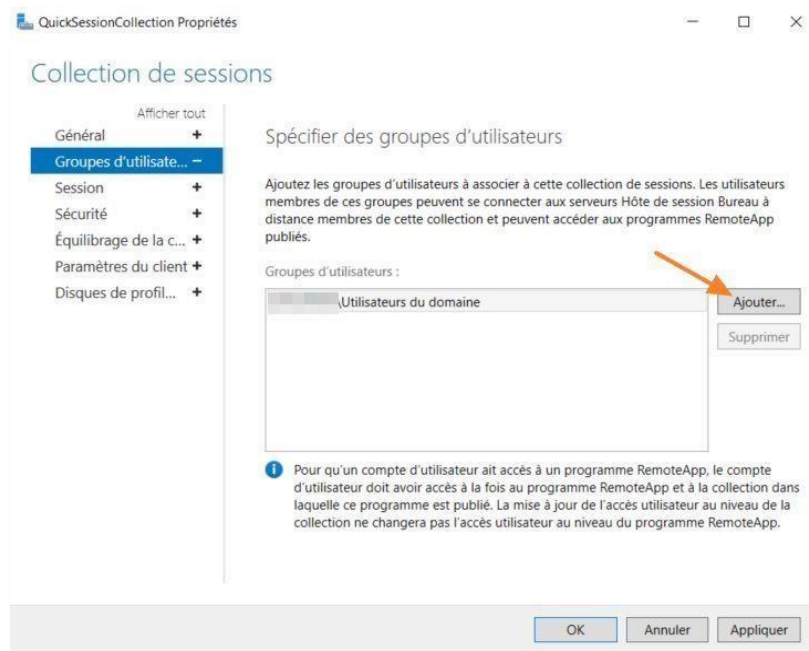 QuickSessionCollection Propriétés
Collection de sessions
Afficher tout
Général +
Groupes d'utilisate... –
Session +
Sécurité +
Équilibrage de la c... +
Paramètres du client +
Disques de profil... +
Spécifier des groupes d'utilisateurs
Ajoutez les groupes d'utilisateurs à associer à cette collection de sessions. Les utilisateurs
membres de ces groupes peuvent se connecter aux serveurs Hôte de session Bureau à
distance membres de cette collection et peuvent accéder aux programmes RemoteApp
publiés.
Groupes d'utilisateurs :
\Utilisateurs du domaine
Ajouter...
Supprimer
Pour qu'un compte d'utilisateur ait accès à un programme RemoteApp, le compte
d'utilisateur doit avoir accès à la fois au programme RemoteApp et à la collection dans
laquelle ce programme est publié. La mise à jour de l'accès utilisateur au niveau de la
collection ne changera pas l'accès utilisateur au niveau du programme RemoteApp.
OK
Annuler
Appliquer